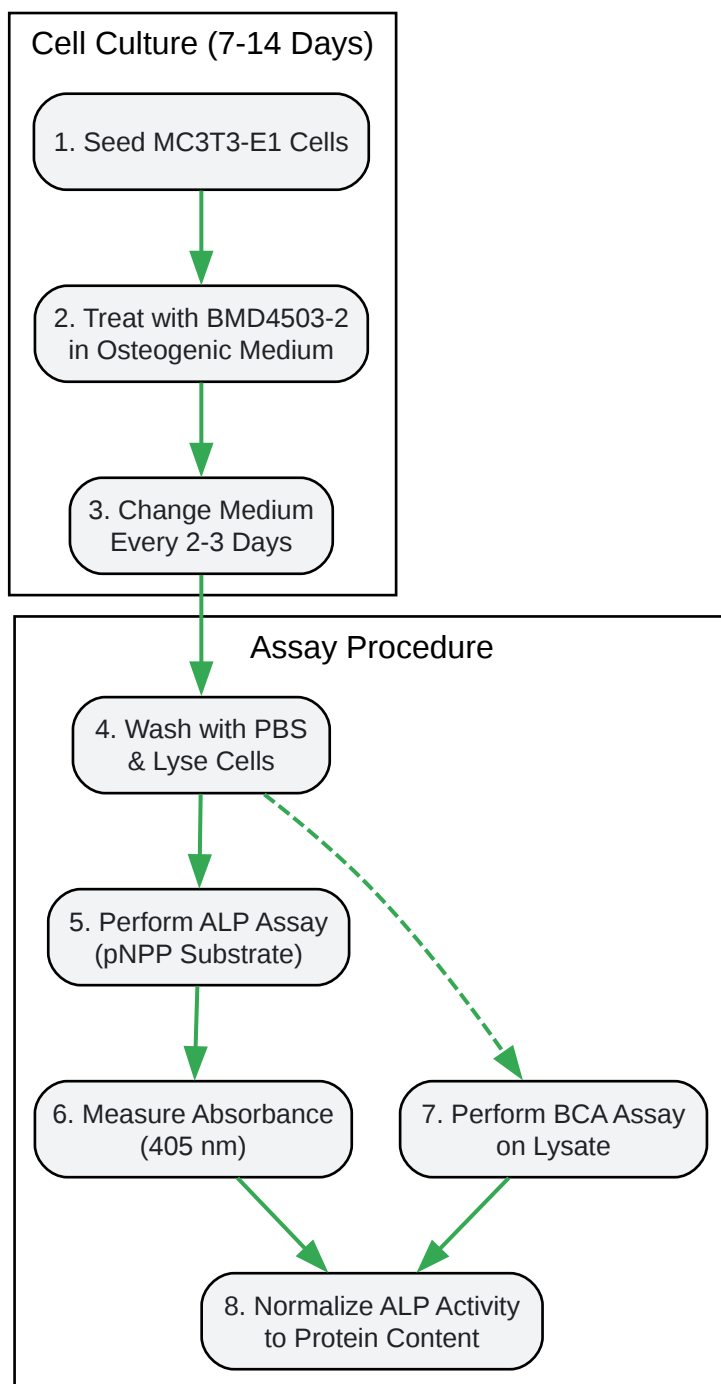 Cell Culture (7-14 Days)
1. Seed MC3T3-E1 Cells
2. Treat with BMD4503-2
in Osteogenic Medium
3. Change Medium
Every 2-3 Days
Assay Procedure
4. Wash with PBS
& Lyse Cells
5. Perform ALP Assay
(pNPP Substrate)
6. Measure Absorbance
(405 nm)
7. Perform BCA Assay
on Lysate
8. Normalize ALP Activity
to Protein Content